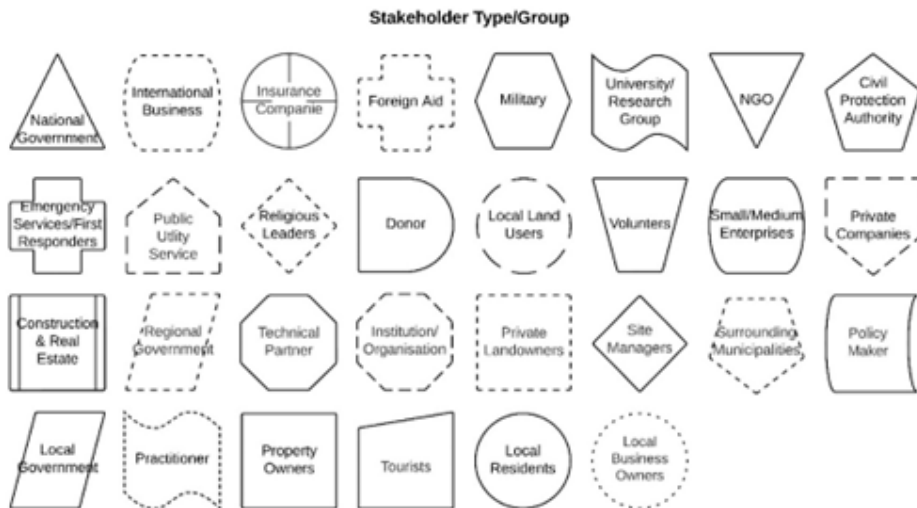 Stakeholder Type/Group
National
Government
International
Business
Insurance
Companie
Foreign Aid
Military
University/
Research
Group
NGO
Civil
Protection
Authority
Emergency
Services/First
Responders
Public
Utlity
Service
Religious
Leaders
Donor
Local Land
Users
Volunters
Small/Medium
Enterprises
Private
Companies
Construction
& Real
Estate
Regional
Government
Technical
Partner
Institution/
Organisation
Private
Landowners
Site
Managers
Surrounding
Municipalities
Policy
Maker
Local
Government
Practitioner
Property
Owners
Tourists
Local
Residents
Local
Business
Owners